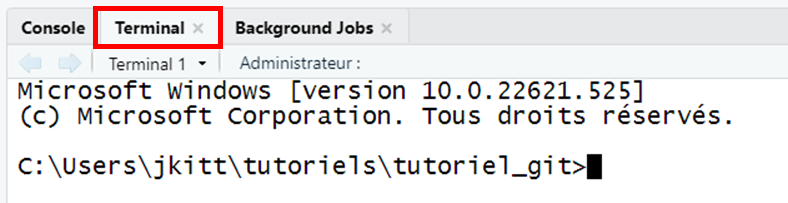 Console Terminal × Background Jobs ×
Terminal 1 Administrateur :
Microsoft Windows [version 10.0.22621.525]
(c) Microsoft Corporation. Tous droits réservés.
C:\Users\jkitt\tutoriels\tutoriel_git>